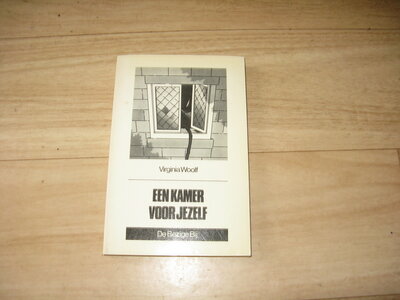 Virginia Woolf
EEN KAMER
VOOR JEZELF
De Bezige Bij